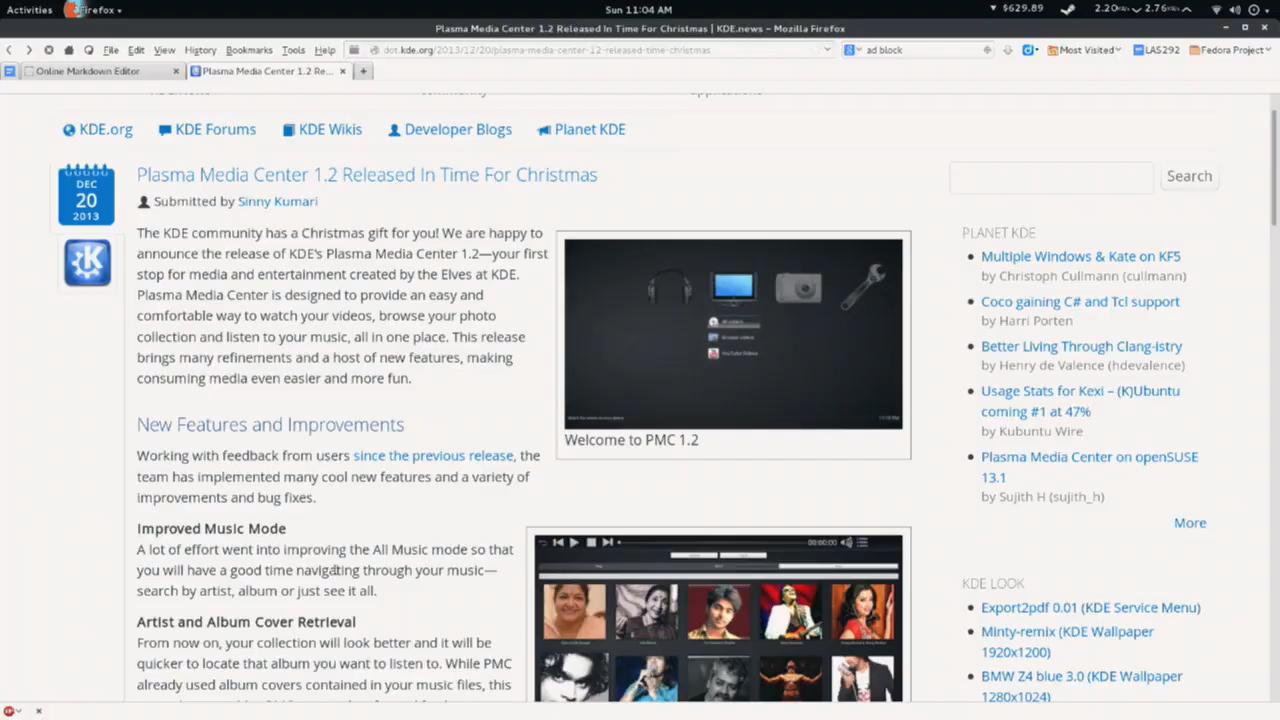 Activities
Firefox
Sun 11:04 AM
$629.89
2.20
2.76
Plasma Media Center 1.2 Released In Time For Christmas | KDE.news - Mozilla Firefox
File Edit View History Bookmarks Tools Help
dot.kde.org/2013/12/20/plasma-media-center-12-released-time-christmas
ad block
Most Visited
LAS292
Fedora Project
Online Markdown Editor
Plasma Media Center 1.2 Re...
KDE.org
KDE Forums
KDE Wikis
Developer Blogs
Planet KDE
DEC
20
2013
Plasma Media Center 1.2 Released In Time For Christmas
Submitted by Sinny Kumari
The KDE community has a Christmas gift for you! We are happy to
announce the release of KDE's Plasma Media Center 1.2—your first
stop for media and entertainment created by the Elves at KDE.
Plasma Media Center is designed to provide an easy and
comfortable way to watch your videos, browse your photo
collection and listen to your music, all in one place. This release
brings many refinements and a host of new features, making
consuming media even easier and more fun.
Welcome to PMC 1.2
New Features and Improvements
Working with feedback from users since the previous release, the
team has implemented many cool new features and a variety of
improvements and bug fixes.
Improved Music Mode
A lot of effort went into improving the All Music mode so that
you will have a good time navigating through your music—
search by artist, album or just see it all.
Artist and Album Cover Retrieval
From now on, your collection will look better and it will be
quicker to locate that album you want to listen to. While PMC
already used album covers contained in your music files, this
00:00:00
Search
PLANET KDE
Multiple Windows & Kate on KF5
by Christoph Cullmann (cullmann)
Coco gaining C# and Tcl support
by Harri Porten
Better Living Through Clang-istry
by Henry de Valence (hdevalence)
Usage Stats for Kexi – (K)Ubuntu
coming #1 at 47%
by Kubuntu Wire
Plasma Media Center on openSUSE
13.1
by Sujith H (sujith_h)
More
KDE LOOK
Export2pdf 0.01 (KDE Service Menu)
Minty-remix (KDE Wallpaper
1920x1200)
BMW Z4 blue 3.0 (KDE Wallpaper
1280x1024)